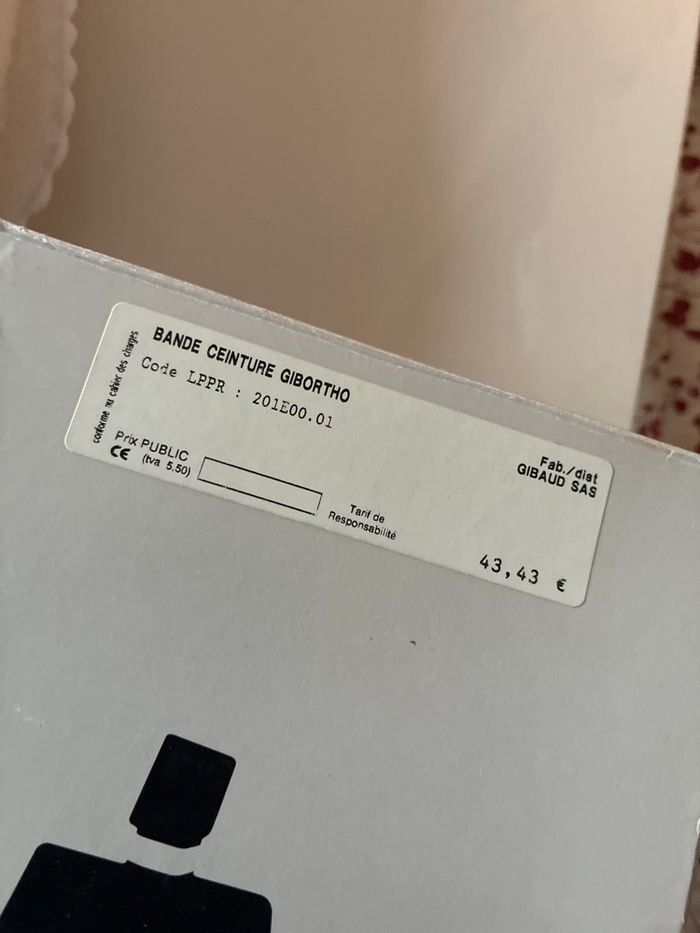 BANDE CEINTURE GIBORTHO
Code LPPR : 201E00.01
conforme au cahier des charges
Fab./dist
GIBAUD SAS
Prix PUBLIC
CE (tva 5,50)
Tarif de
Responsabilité
43,43 €